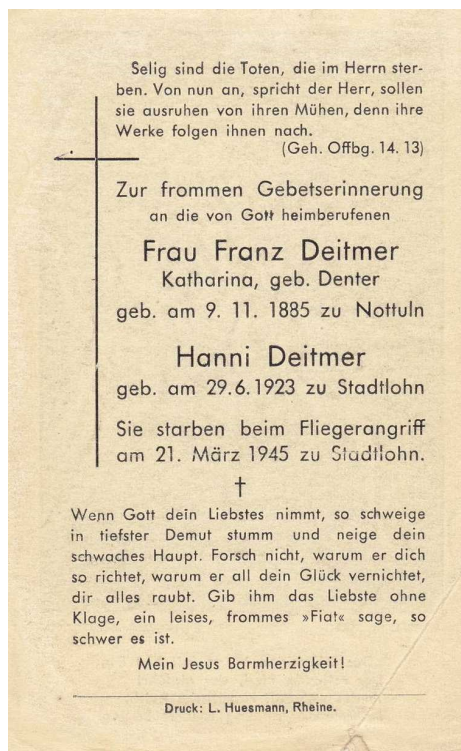 Selig sind die Toten, die im Herrn ster-
ben. Von nun an, spricht der Herr, sollen
sie ausruhen von ihren Mühen, denn ihre
Werke folgen ihnen nach.
(Geh. Offbg. 14. 13)
Zur frommen Gebetserinnerung
an die von Gott heimberufenen
Frau Franz Deitmer
Katharina, geb. Denter
geb. am 9. 11. 1885 zu Nottuln
Hanni Deitmer
geb. am 29.6.1923 zu Stadtlohn
Sie starben beim Fliegerangriff
am 21. März 1945 zu Stadtlohn.
Wenn Gott dein Liebstes nimmt, so schweige
in tiefster Demut stumm und neige dein
schwaches Haupt. Forsch nicht, warum er dich
so richtet, warum er all dein Glück vernichtet,
dir alles raubt. Gib ihm das Liebste ohne
Klage, ein leises, frommes »Fiat« sage, so
schwer es ist.
Mein Jesus Barmherzigkeit!
Druck: L. Huesmann, Rheine.